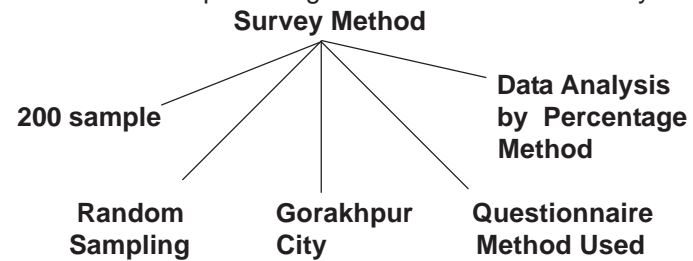 Survey Method
200 sample
Data Analysis
by Percentage
Method
Random
Sampling
Gorakhpur
City
Questionnaire
Method Used